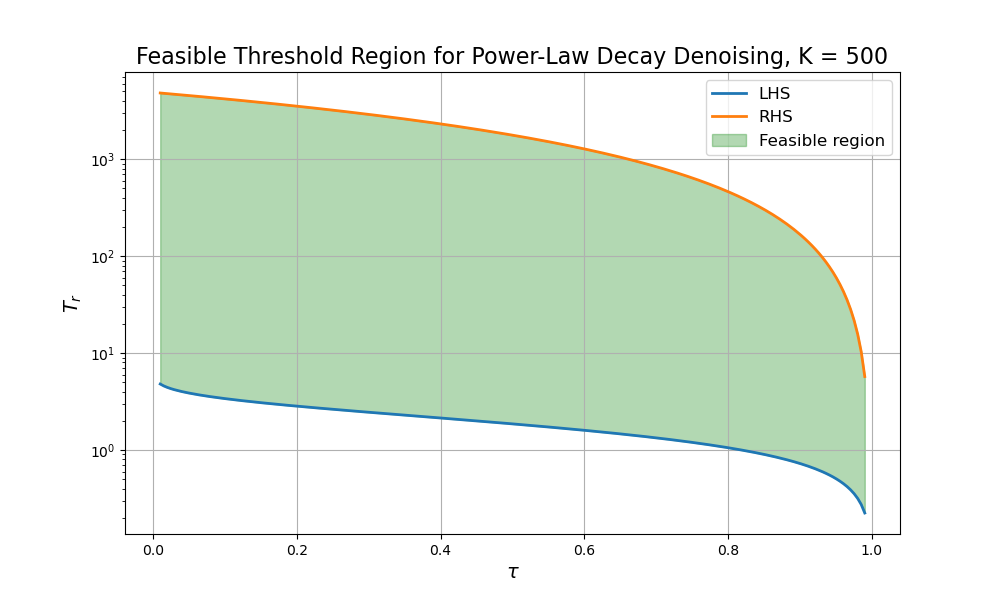 Feasible Threshold Region for Power-Law Decay Denoising, K = 500
LHS
RHS
Feasible region
10³
10²
10¹
10⁰
T_r
0.0 0.2 0.4 0.6 0.8 1.0
τ